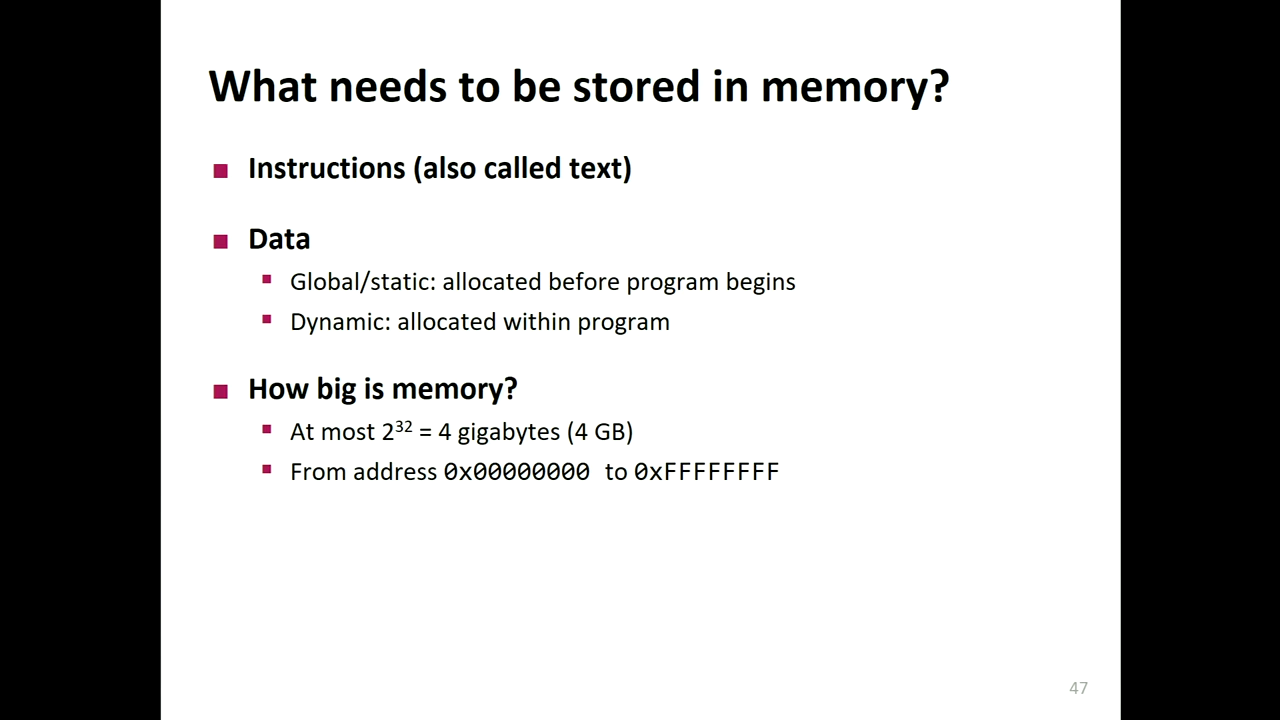 What needs to be stored in memory?
Instructions (also called text)
Data
Global/static: allocated before program begins
Dynamic: allocated within program
How big is memory?
At most 2³² = 4 gigabytes (4 GB)
From address 0x00000000 to 0xFFFFFFFF
47